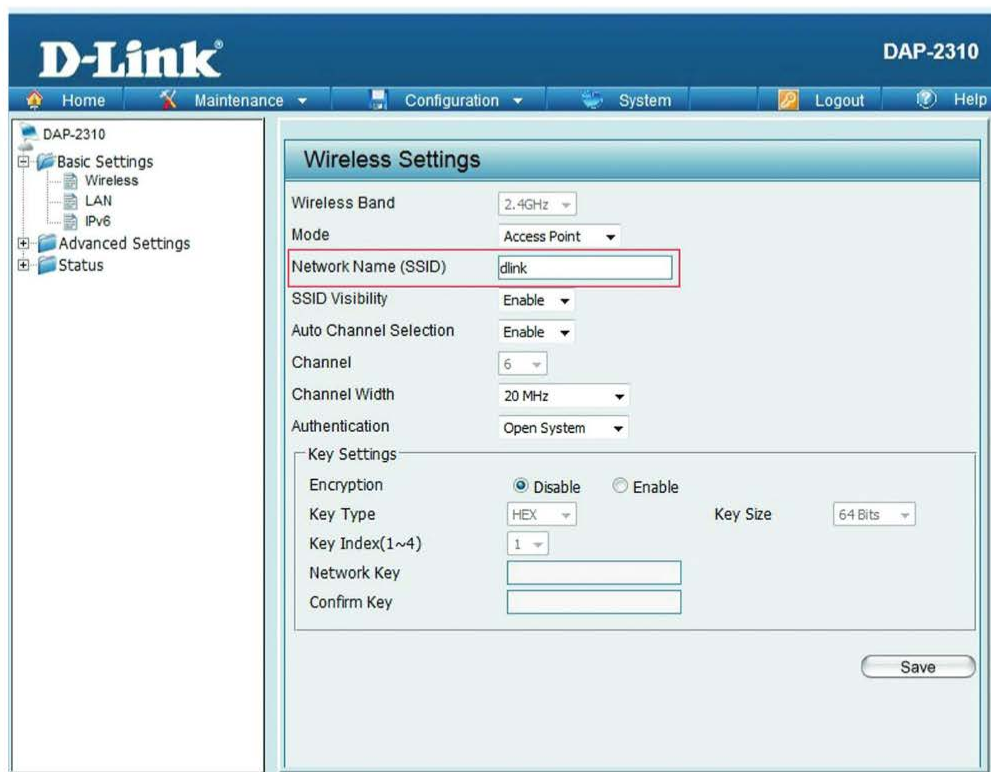 D-Link®
DAP-2310
Home Maintenance Configuration System Logout Help
DAP-2310
Basic Settings
Wireless
LAN
IPv6
Advanced Settings
Status
Wireless Settings
Wireless Band 2.4GHz
Mode Access Point
Network Name (SSID) dlink
SSID Visibility Enable
Auto Channel Selection Enable
Channel 6
Channel Width 20 MHz
Authentication Open System
Key Settings
Encryption Disable Enable
Key Type HEX Key Size 64 Bits
Key Index(1~4) 1
Network Key
Confirm Key
Save